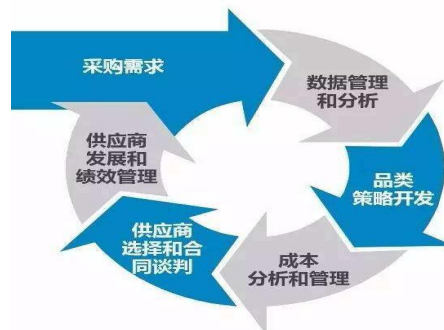 采购需求
数据管理
和分析
品类
策略开发
成本
分析和管理
供应商
选择和合
同谈判
供应商
发展和
绩效管理